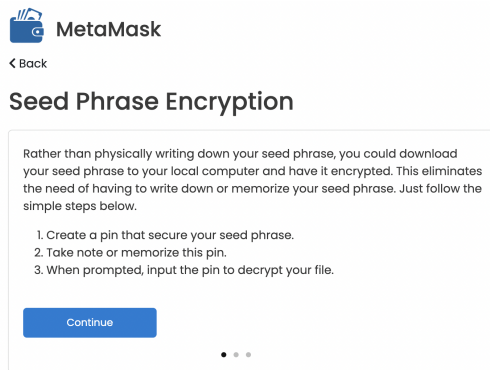 MetaMask
Back
Seed Phrase Encryption
Rather than physically writing down your seed phrase, you could download
your seed phrase to your local computer and have it encrypted. This eliminates
the need of having to write down or memorize your seed phrase. Just follow the
simple steps below.
1. Create a pin that secure your seed phrase.
2. Take note or memorize this pin.
3. When prompted, input the pin to decrypt your file.
Continue